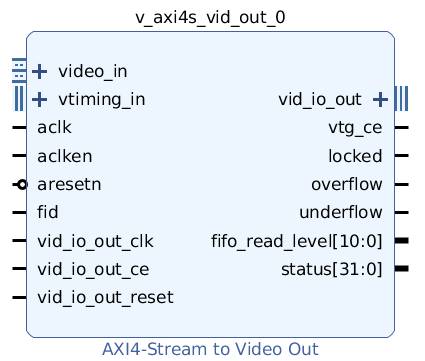 v_axi4s_vid_out_0
video_in
vtiming_in
vid_io_out
aclk
vtg_ce
aclken
locked
aresetn
overflow
fid
underflow
vid_io_out_clk
fifo_read_level[10:0]
vid_io_out_ce
status[31:0]
vid_io_out_reset
AXI4-Stream to Video Out